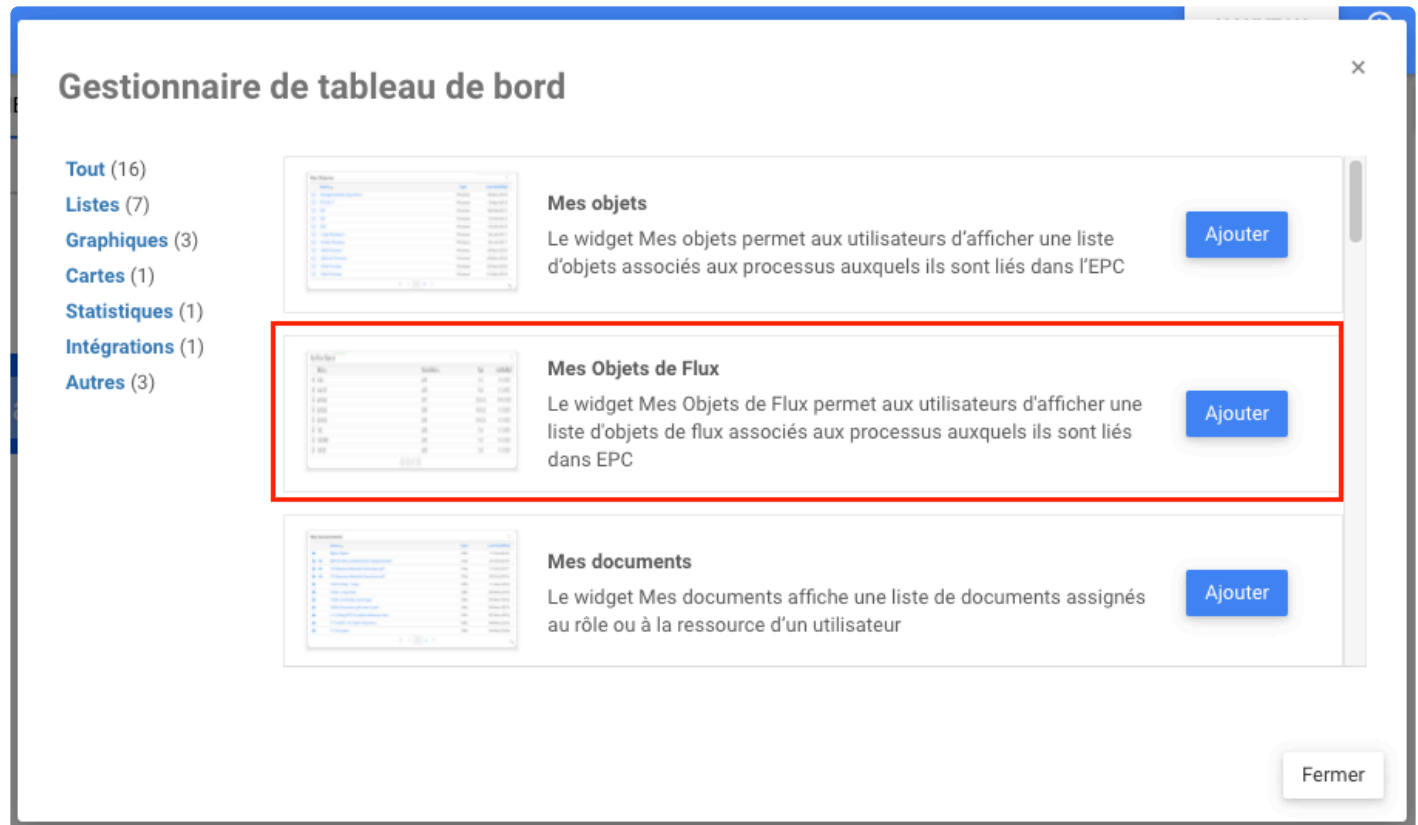 Gestionnaire de tableau de bord
×
Tout (16)
Listes (7)
Graphiques (3)
Cartes (1)
Statistiques (1)
Intégrations (1)
Autres (3)
Mes objets
Le widget Mes objets permet aux utilisateurs d’afficher une liste
d’objets associés aux processus auxquels ils sont liés dans l’EPC
Ajouter
Mes Objets de Flux
Le widget Mes Objets de Flux permet aux utilisateurs d'afficher une
liste d'objets de flux associés aux processus auxquels ils sont liés
dans EPC
Ajouter
Mes documents
Le widget Mes documents affiche une liste de documents assignés
au rôle ou à la ressource d’un utilisateur
Ajouter
Fermer